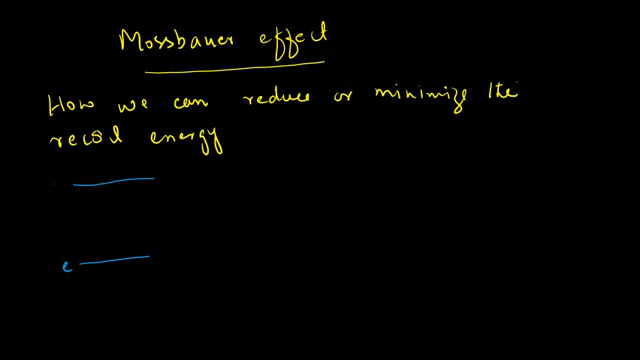 Mossbauer effect
How we can reduce or minimize the
recoil energy
e